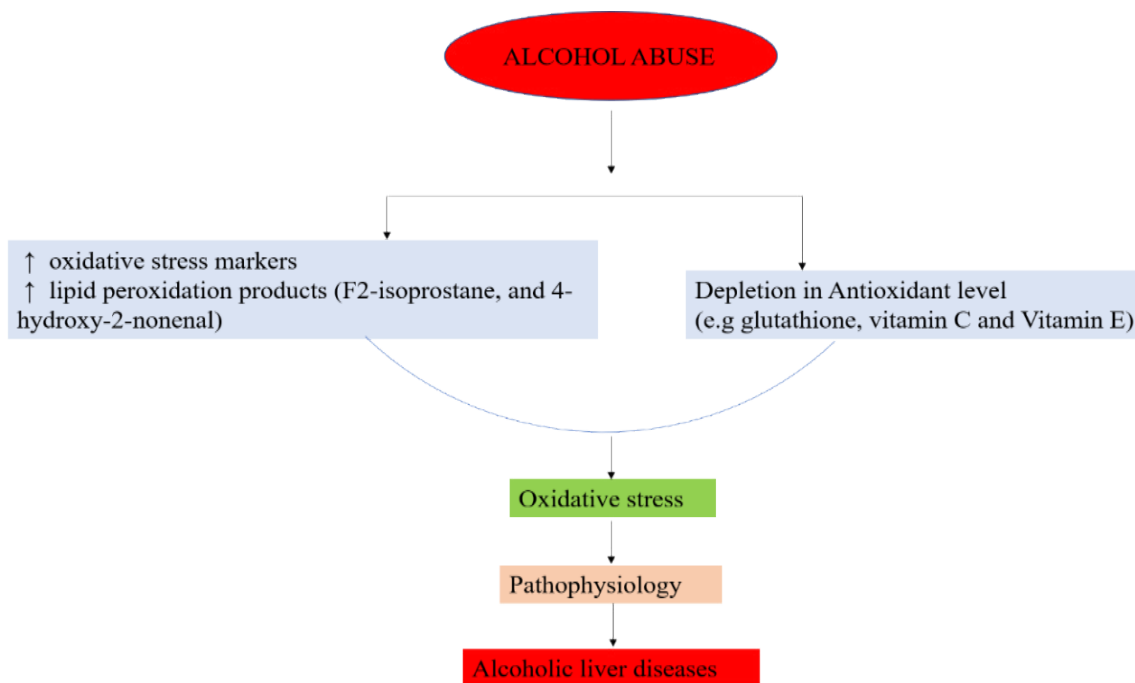 ALCOHOL ABUSE
↑ oxidative stress markers
↑ lipid peroxidation products (F2-isoprostane, and 4-
hydroxy-2-nonenal)
Depletion in Antioxidant level
(e.g glutathione, vitamin C and Vitamin E)
Oxidative stress
Pathophysiology
Alcoholic liver diseases